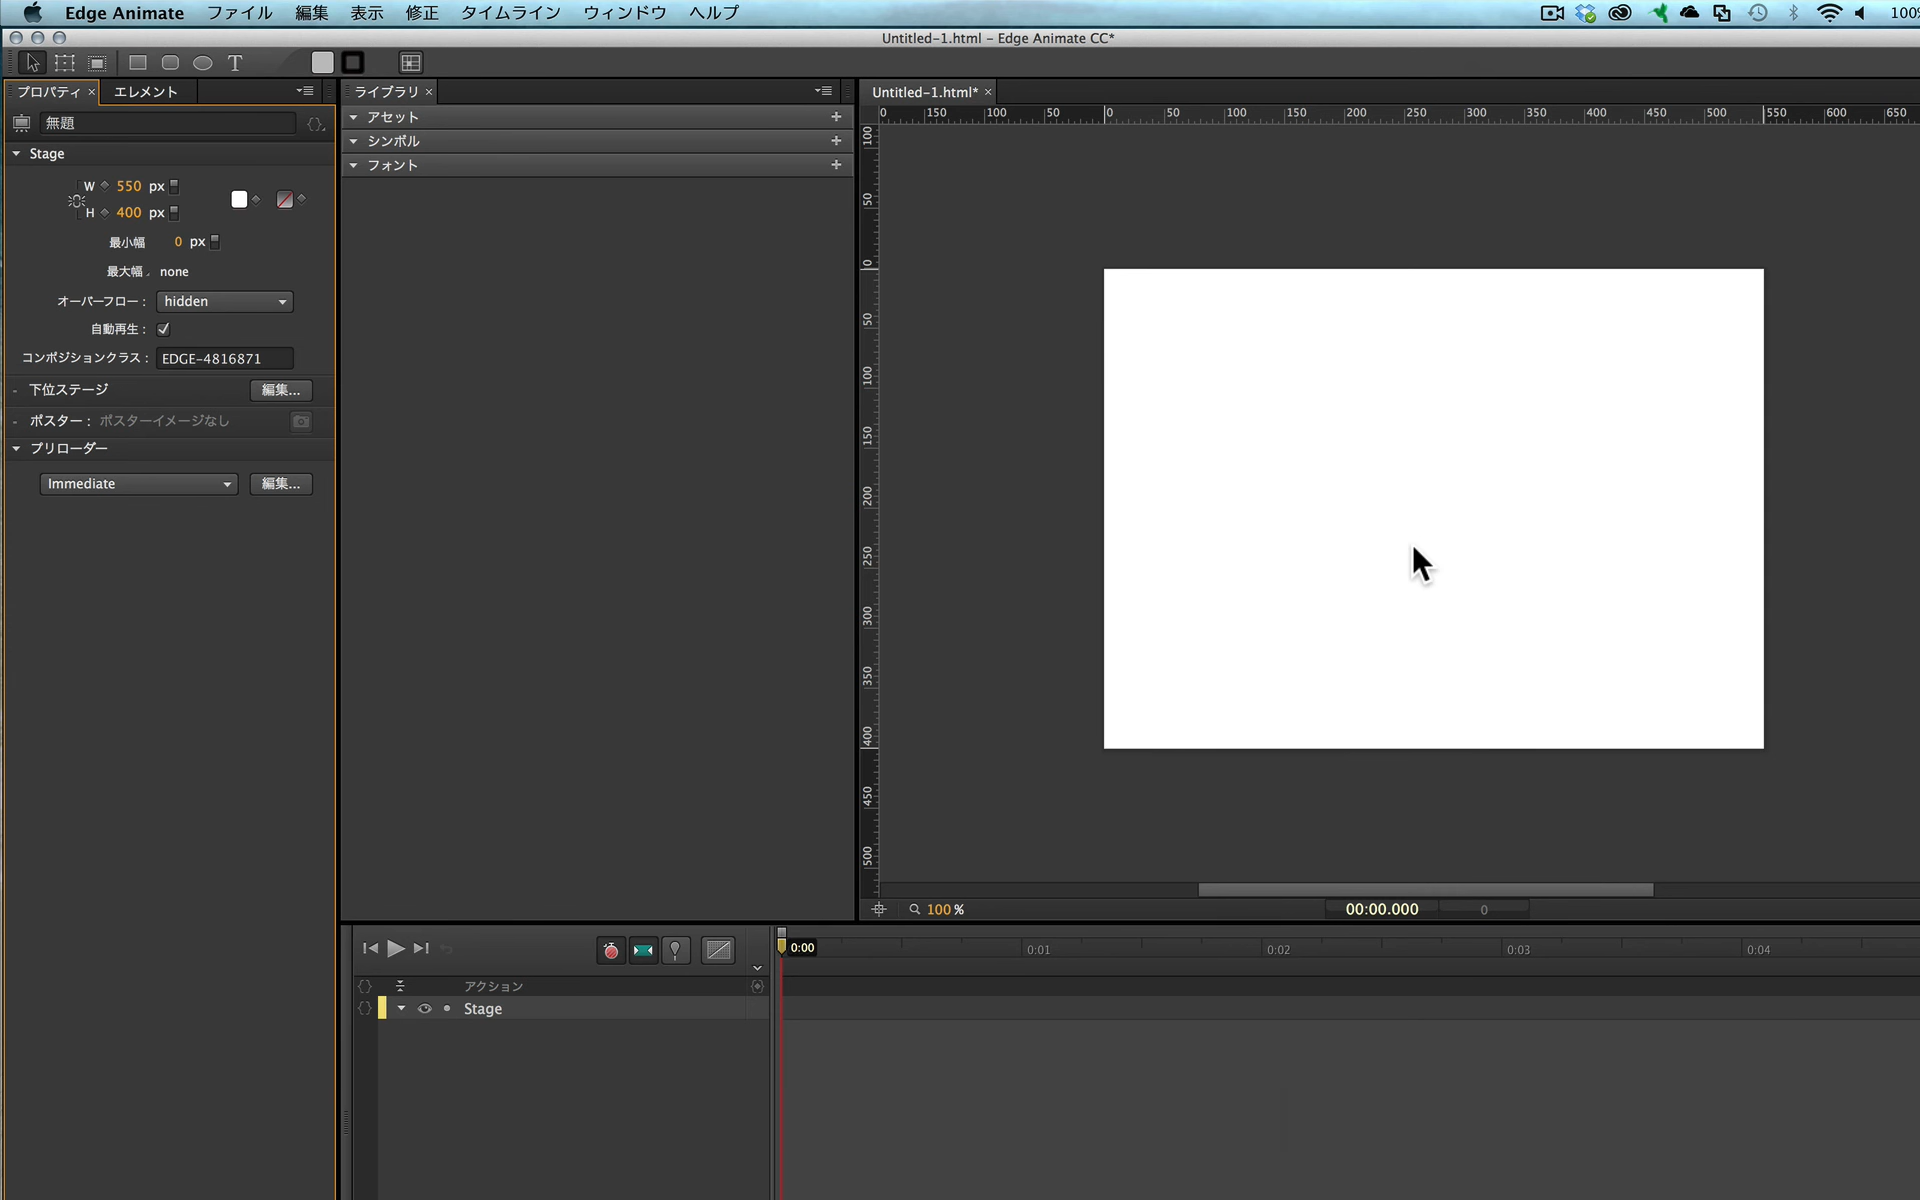 Edge Animate ファイル 編集 表示 修正 タイムライン ウィンドウ ヘルプ
Untitled-1.html - Edge Animate CC*
T
プロパティ × エレメント
無題
Stage
W 550 px
H 400 px
最小幅 0 px
最大幅 none
オーバーフロー : hidden
自動再生 :
コンポジションクラス : EDGE-4816871
下位ステージ 編集...
ポスター : ポスターイメージなし
プリローダー
Immediate 編集...
ライブラリ ×
アセット +
シンボル +
フォント +
Untitled-1.html* ×
0 150 100 50 0 50 100 150 200 250 300 350 400 450 500 550 600 650
100
50
0
50
100
150
200
250
300
350
400
450
500
100 % 00:00.000 0
0:00 0:01 0:02 0:03 0:04
アクション
Stage